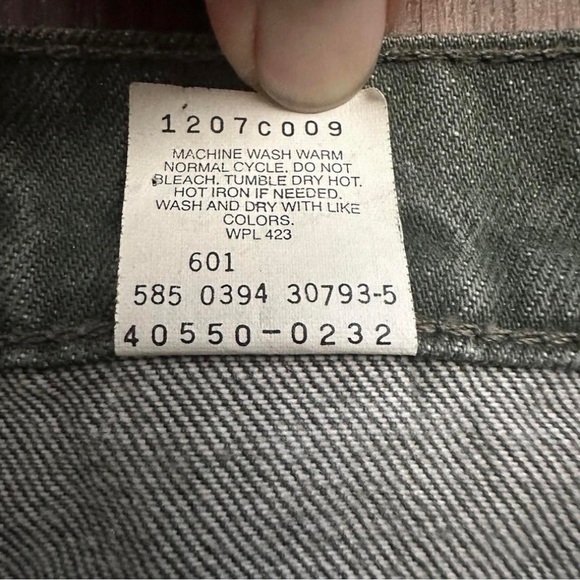 1207C009
MACHINE WASH WARM
NORMAL CYCLE. DO NOT
BLEACH. TUMBLE DRY HOT.
HOT IRON IF NEEDED.
WASH AND DRY WITH LIKE
COLORS.
WPL 423
601
585 0394 30793-5
40550-0232